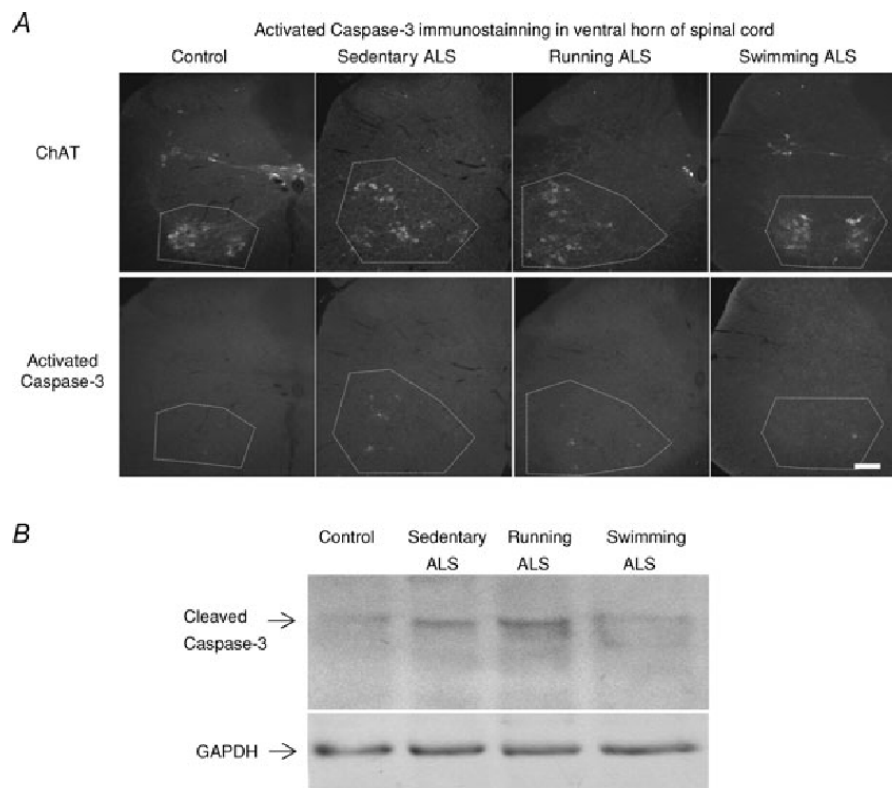 A
Activated Caspase-3 immunostainning in ventral horn of spinal cord
Control Sedentary ALS Running ALS Swimming ALS
ChAT
Activated
Caspase-3
B
Control Sedentary Running Swimming
ALS ALS ALS
Cleaved
Caspase-3
GAPDH